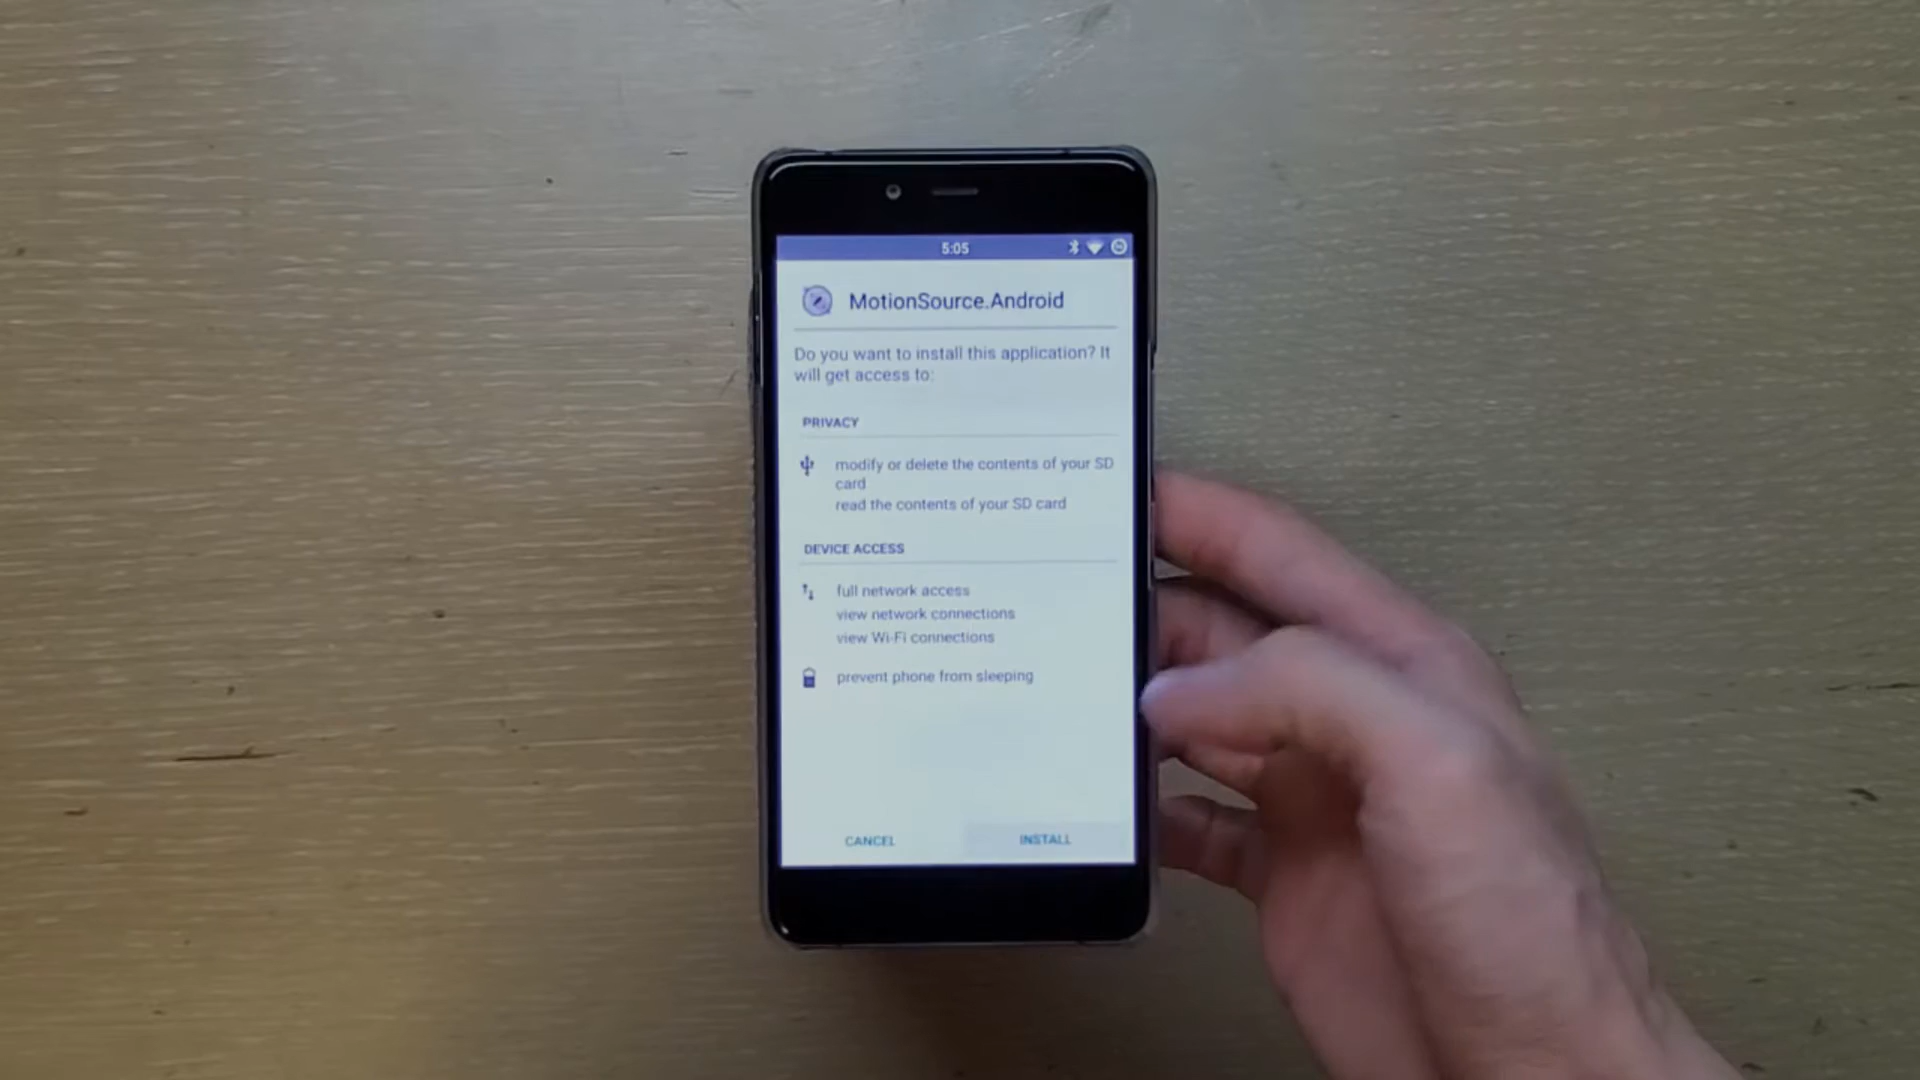 5:05
MotionSource.Android
Do you want to install this application? It
will get access to:
PRIVACY
modify or delete the contents of your SD
card
read the contents of your SD card
DEVICE ACCESS
full network access
view network connections
view Wi-Fi connections
prevent phone from sleeping
CANCEL INSTALL